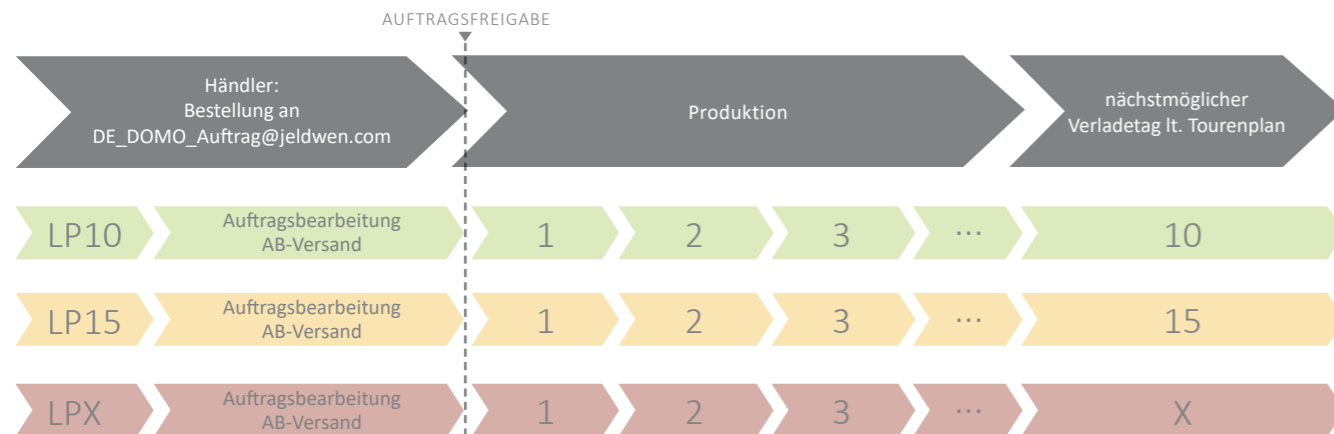 AUFTRAGSFREIGABE
Händler:
Bestellung an
DE_DOMO_Auftrag@jeldwen.com
Produktion
nächstmöglicher
Verladetag lt. Tourenplan
LP10
Auftragsbearbeitung
AB-Versand
1
2
3
...
10
LP15
Auftragsbearbeitung
AB-Versand
1
2
3
...
15
LPX
Auftragsbearbeitung
AB-Versand
1
2
3
...
X